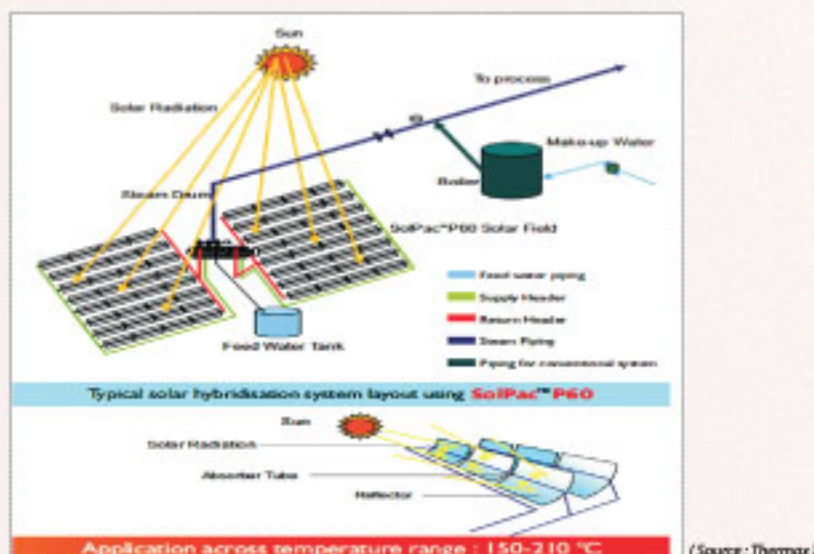 Sun
Solar Radiation
To process
Make-up Water
Boiler
Steam Drum
SolPac™P60 Solar Field
Feed water piping
Supply Header
Return Header
Steam Piping
Piping for conventional system
Feed Water Tank
Typical solar hybridisation system layout using SolPac™P60
Sun
Solar Radiation
Absorber Tube
Reflector
Application across temperature range : 150-210 °C
(Source : Thermax